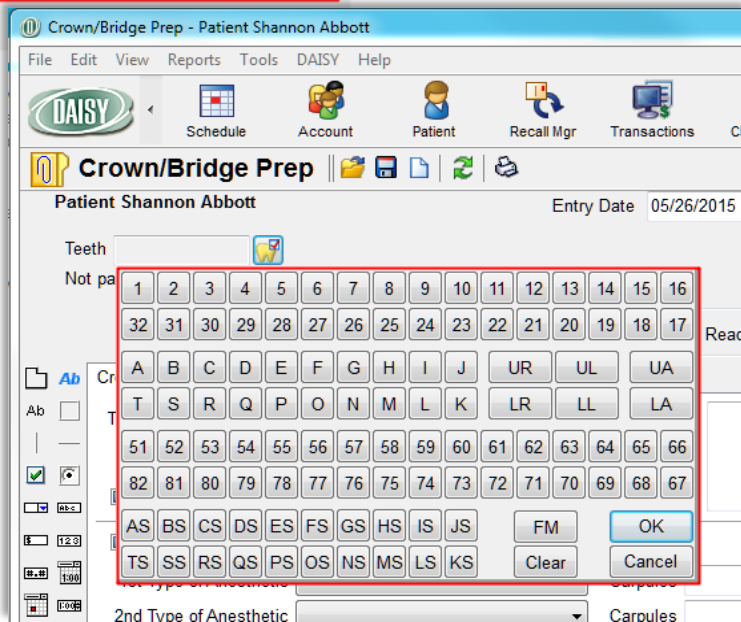 Crown/Bridge Prep - Patient Shannon Abbott
File Edit View Reports Tools DAISY Help
DAISY
Schedule Account Patient Recall Mgr Transactions
Crown/Bridge Prep
Patient Shannon Abbott
Entry Date 05/26/2015
Teeth
Not pa
1 2 3 4 5 6 7 8 9 10 11 12 13 14 15 16
32 31 30 29 28 27 26 25 24 23 22 21 20 19 18 17
Read
A B C D E F G H I J UR UL UA
Ab Cr
T S R Q P O N M L K LR LL LA
Ab T
51 52 53 54 55 56 57 58 59 60 61 62 63 64 65 66
82 81 80 79 78 77 76 75 74 73 72 71 70 69 68 67
Ab-c
AS BS CS DS ES FS GS HS IS JS FM OK
$ 123
TS SS RS QS PS OS NS MS LS KS Clear Cancel
#.# 1:00
1st Type of Anesthetic Carpules
2nd Type of Anesthetic Carpules